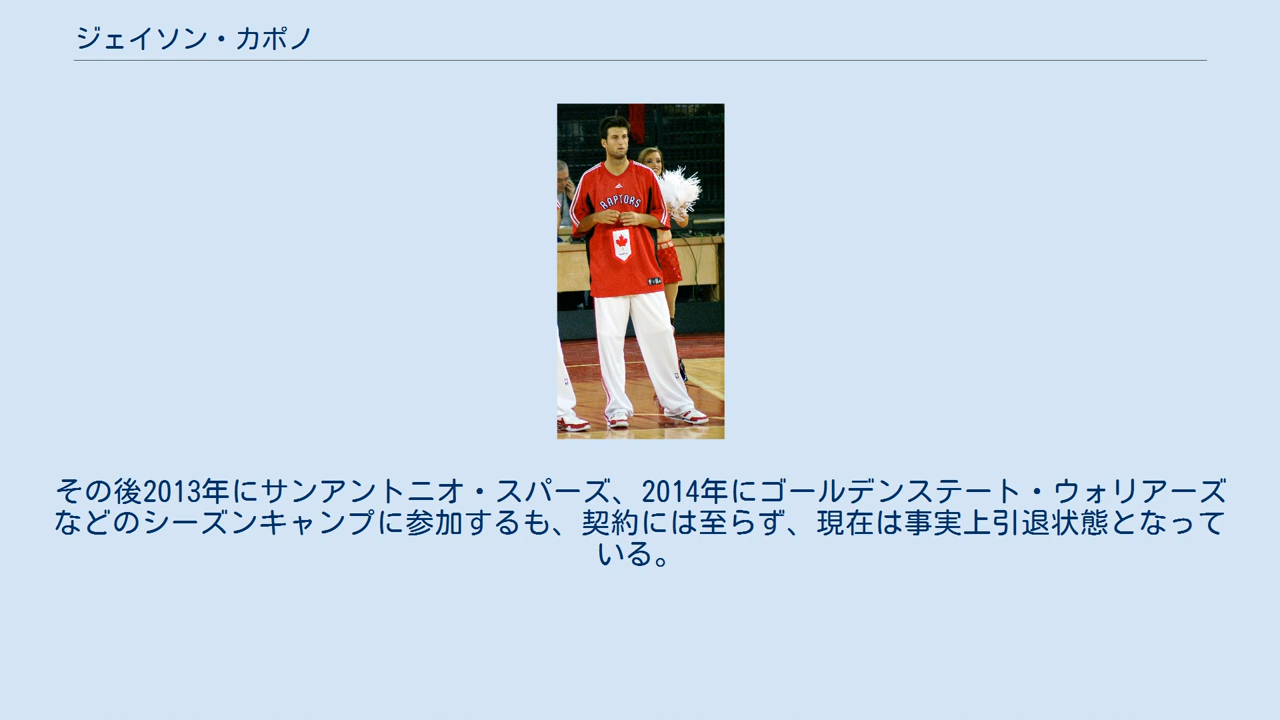 ジェイソン・カポノ
RAPTORS
その後2013年にサンアントニオ・スパーズ、2014年にゴールデンステート・ウォリアーズ
などのシーズンキャンプに参加するも、契約には至らず、現在は事実上引退状態となって
いる。